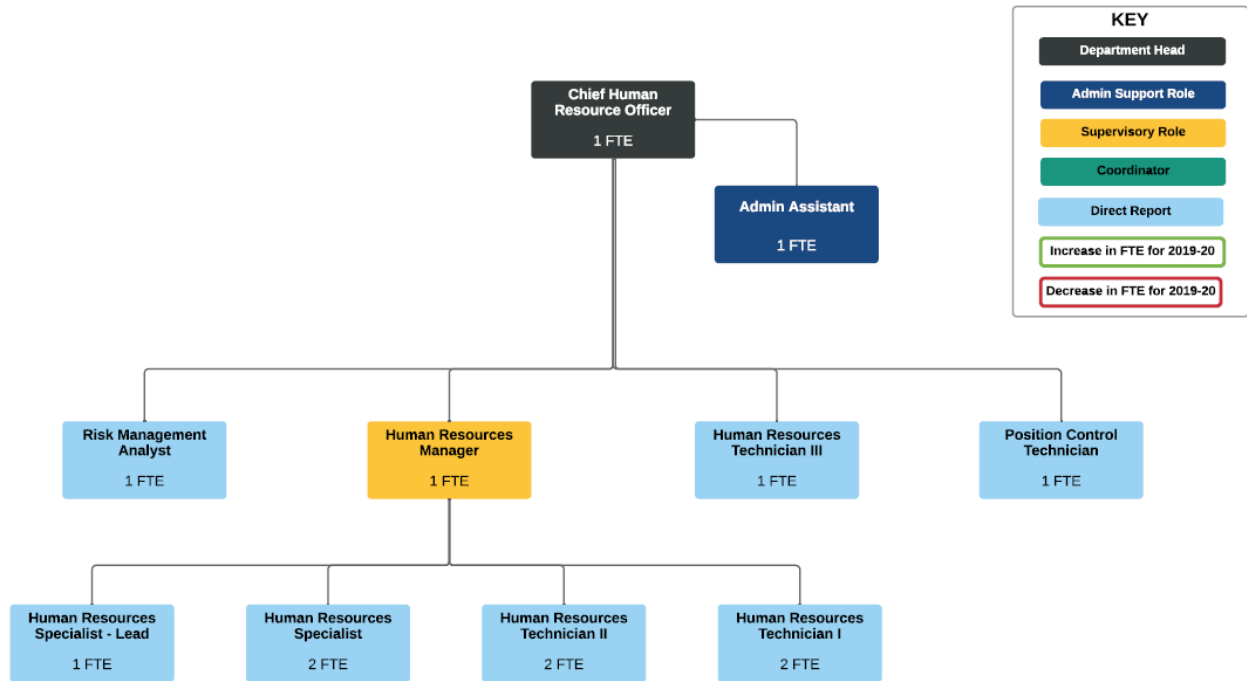 KEY
Department Head
Admin Support Role
Supervisory Role
Coordinator
Direct Report
Increase in FTE for 2019-20
Decrease in FTE for 2019-20
Chief Human
Resource Officer
1 FTE
Admin Assistant
1 FTE
Risk Management
Analyst
1 FTE
Human Resources
Manager
1 FTE
Human Resources
Technician III
1 FTE
Position Control
Technician
1 FTE
Human Resources
Specialist - Lead
1 FTE
Human Resources
Specialist
2 FTE
Human Resources
Technician II
2 FTE
Human Resources
Technician I
2 FTE